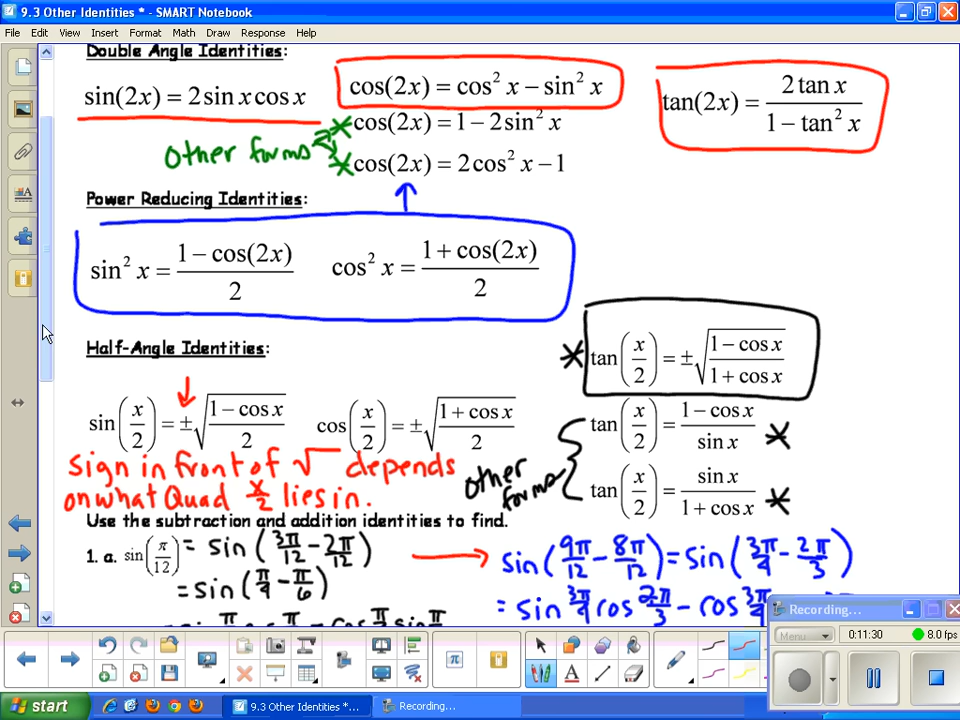 9.3 Other Identities * - SMART Notebook
File Edit View Insert Format Math Draw Response Help
Double Angle Identities:
sin(2x) = 2 sin x cos x
cos(2x) = cos² x − sin² x
tan(2x) = 2 tan x / 1 − tan² x
Other forms
* cos(2x) = 1 − 2 sin² x
* cos(2x) = 2 cos² x − 1
Power Reducing Identities:
sin² x = 1 − cos(2x) / 2
cos² x = 1 + cos(2x) / 2
Half-Angle Identities:
* tan(x/2) = ±√(1 − cos x / 1 + cos x)
sin(x/2) = ±√(1 − cos x / 2)
cos(x/2) = ±√(1 + cos x / 2)
tan(x/2) = 1 − cos x / sin x *
tan(x/2) = sin x / 1 + cos x *
other forms
Sign in front of √ depends
on what Quad x/2 lies in.
Use the subtraction and addition identities to find.
1. a. sin(π/12) = sin(3π/12 − 2π/12)
= sin(π/4 − π/6)
sin(9π/12 − 8π/12) = sin(3π/4 − 2π/3)
= sin 3π/4 cos 2π/3 − cos 3π/4
Recording...
Menu
0:11:30
8.0 fps
start
9.3 Other Identities *...
Recording...